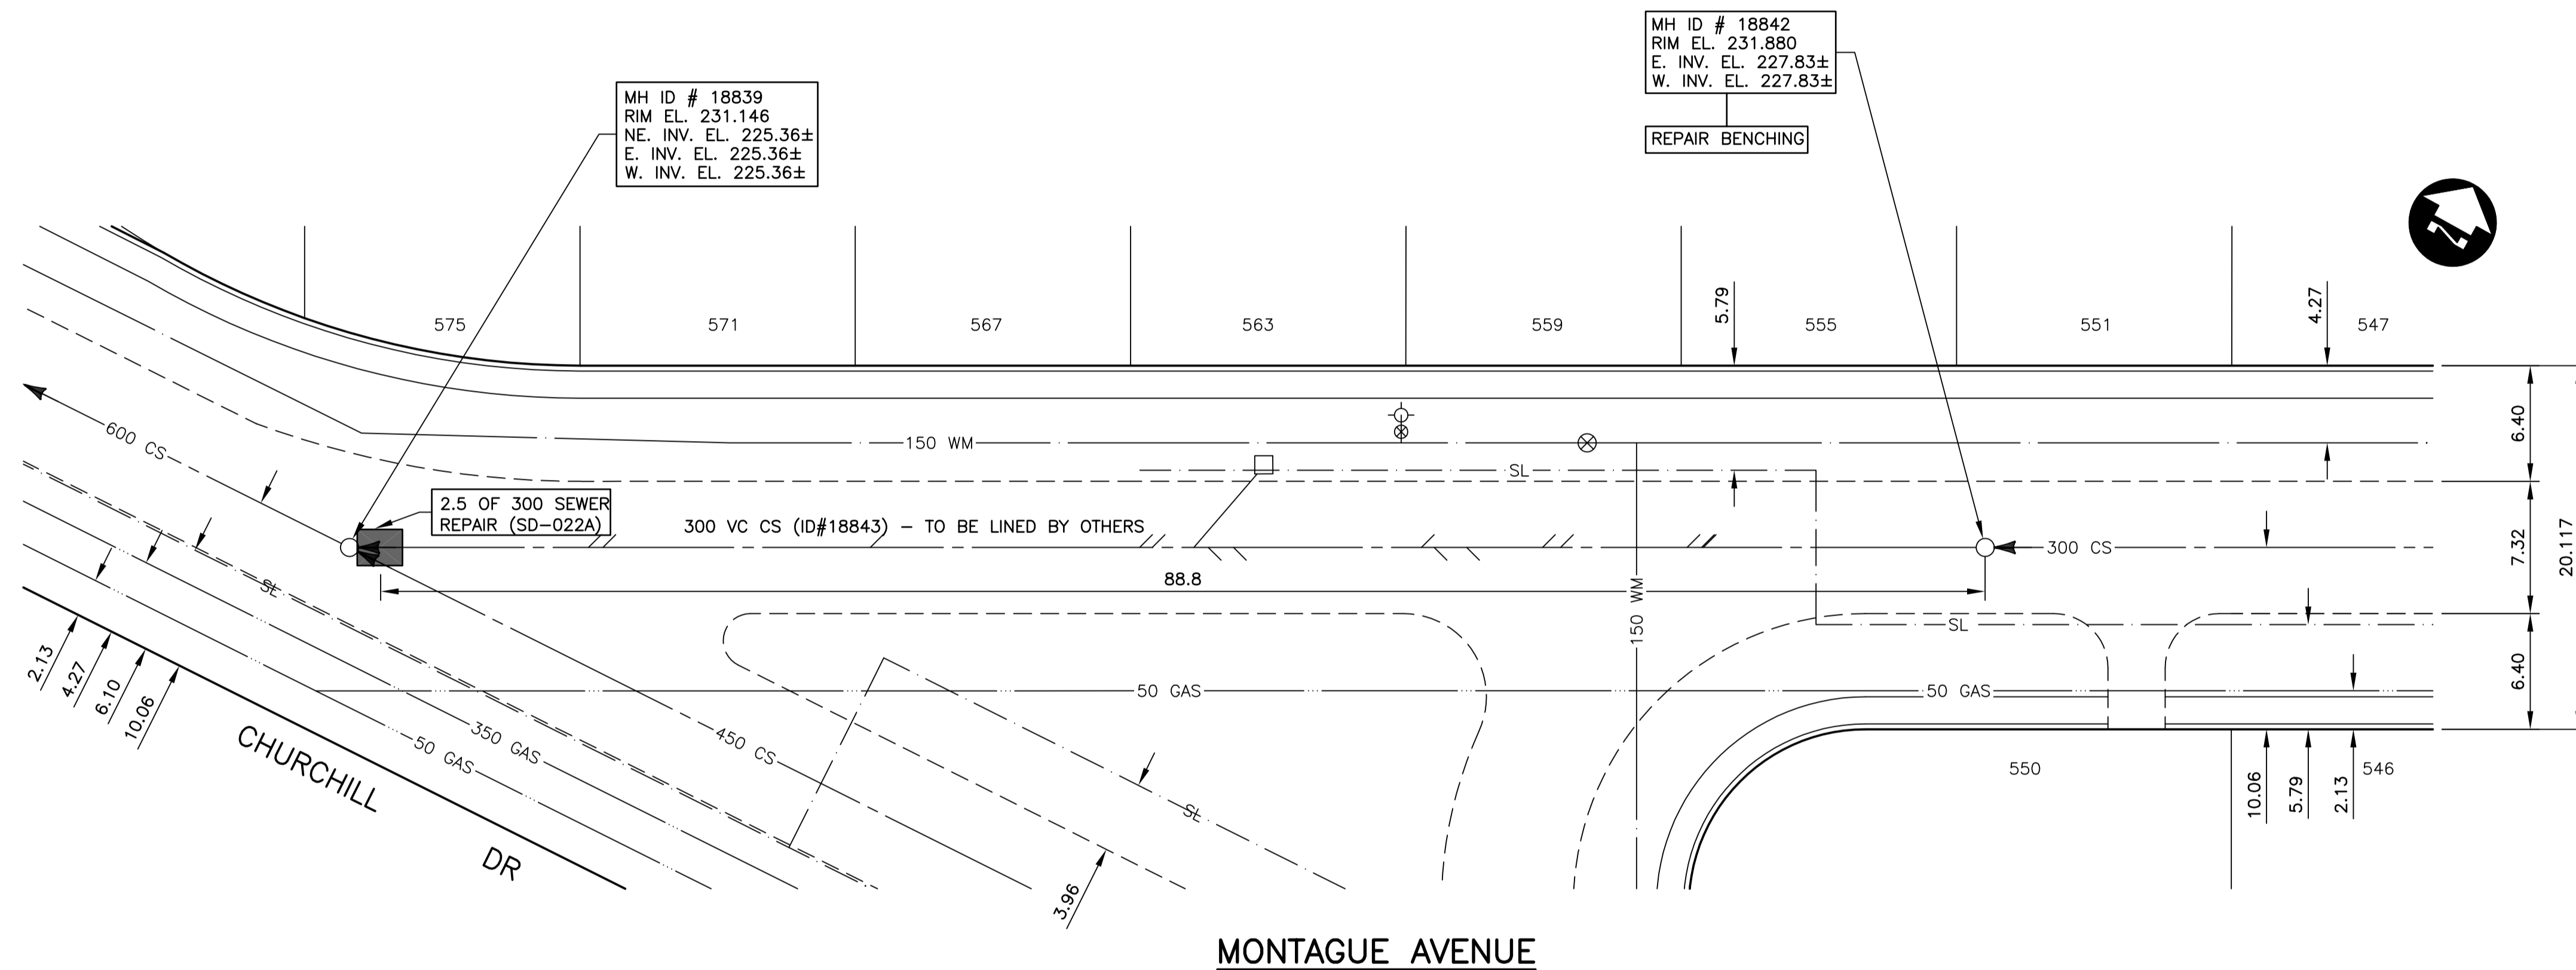 MH ID # 18842
RIM EL. 231.880
E. INV. EL. 227.83±
W. INV. EL. 227.83±
REPAIR BENCHING
MH ID # 18839
RIM EL. 231.146
NE. INV. EL. 225.36±
E. INV. EL. 225.36±
W. INV. EL. 225.36±
5.79
4.27
575
571
567
563
559
555
551
547
6.40
600 CS
150 WM
SL
2.5 OF 300 SEWER
REPAIR (SD-022A)
300 VC CS (ID#18843) – TO BE LINED BY OTHERS
300 CS
7.32
20.117
88.8
150 WM
SL
SL
6.40
50 GAS
50 GAS
2.13
4.27
6.10
10.06
CHURCHILL
DR
50 GAS
350 GAS
450 CS
SL
3.96
550
546
10.06
5.79
2.13
MONTAGUE AVENUE